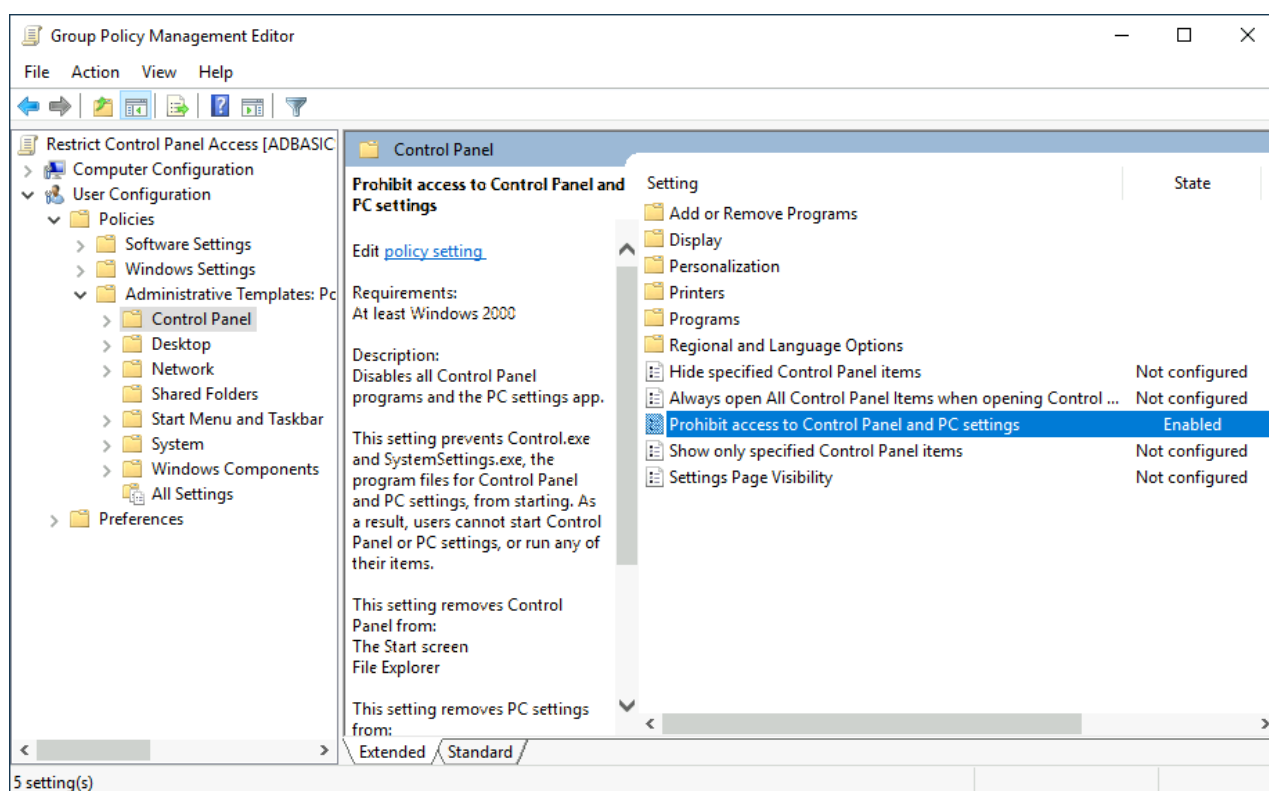 Group Policy Management Editor
File Action View Help
Restrict Control Panel Access [ADBASIC
Computer Configuration
User Configuration
Policies
Software Settings
Windows Settings
Administrative Templates: Po
Control Panel
Desktop
Network
Shared Folders
Start Menu and Taskbar
System
Windows Components
All Settings
Preferences
Control Panel
Prohibit access to Control Panel and
PC settings
Edit policy setting
Requirements:
At least Windows 2000
Description:
Disables all Control Panel
programs and the PC settings app.
This setting prevents Control.exe
and SystemSettings.exe, the
program files for Control Panel
and PC settings, from starting. As
a result, users cannot start Control
Panel or PC settings, or run any of
their items.
This setting removes Control
Panel from:
The Start screen
File Explorer
This setting removes PC settings
from:
Setting State
Add or Remove Programs
Display
Personalization
Printers
Programs
Regional and Language Options
Hide specified Control Panel items Not configured
Always open All Control Panel Items when opening Control ... Not configured
Prohibit access to Control Panel and PC settings Enabled
Show only specified Control Panel items Not configured
Settings Page Visibility Not configured
Extended Standard
5 setting(s)